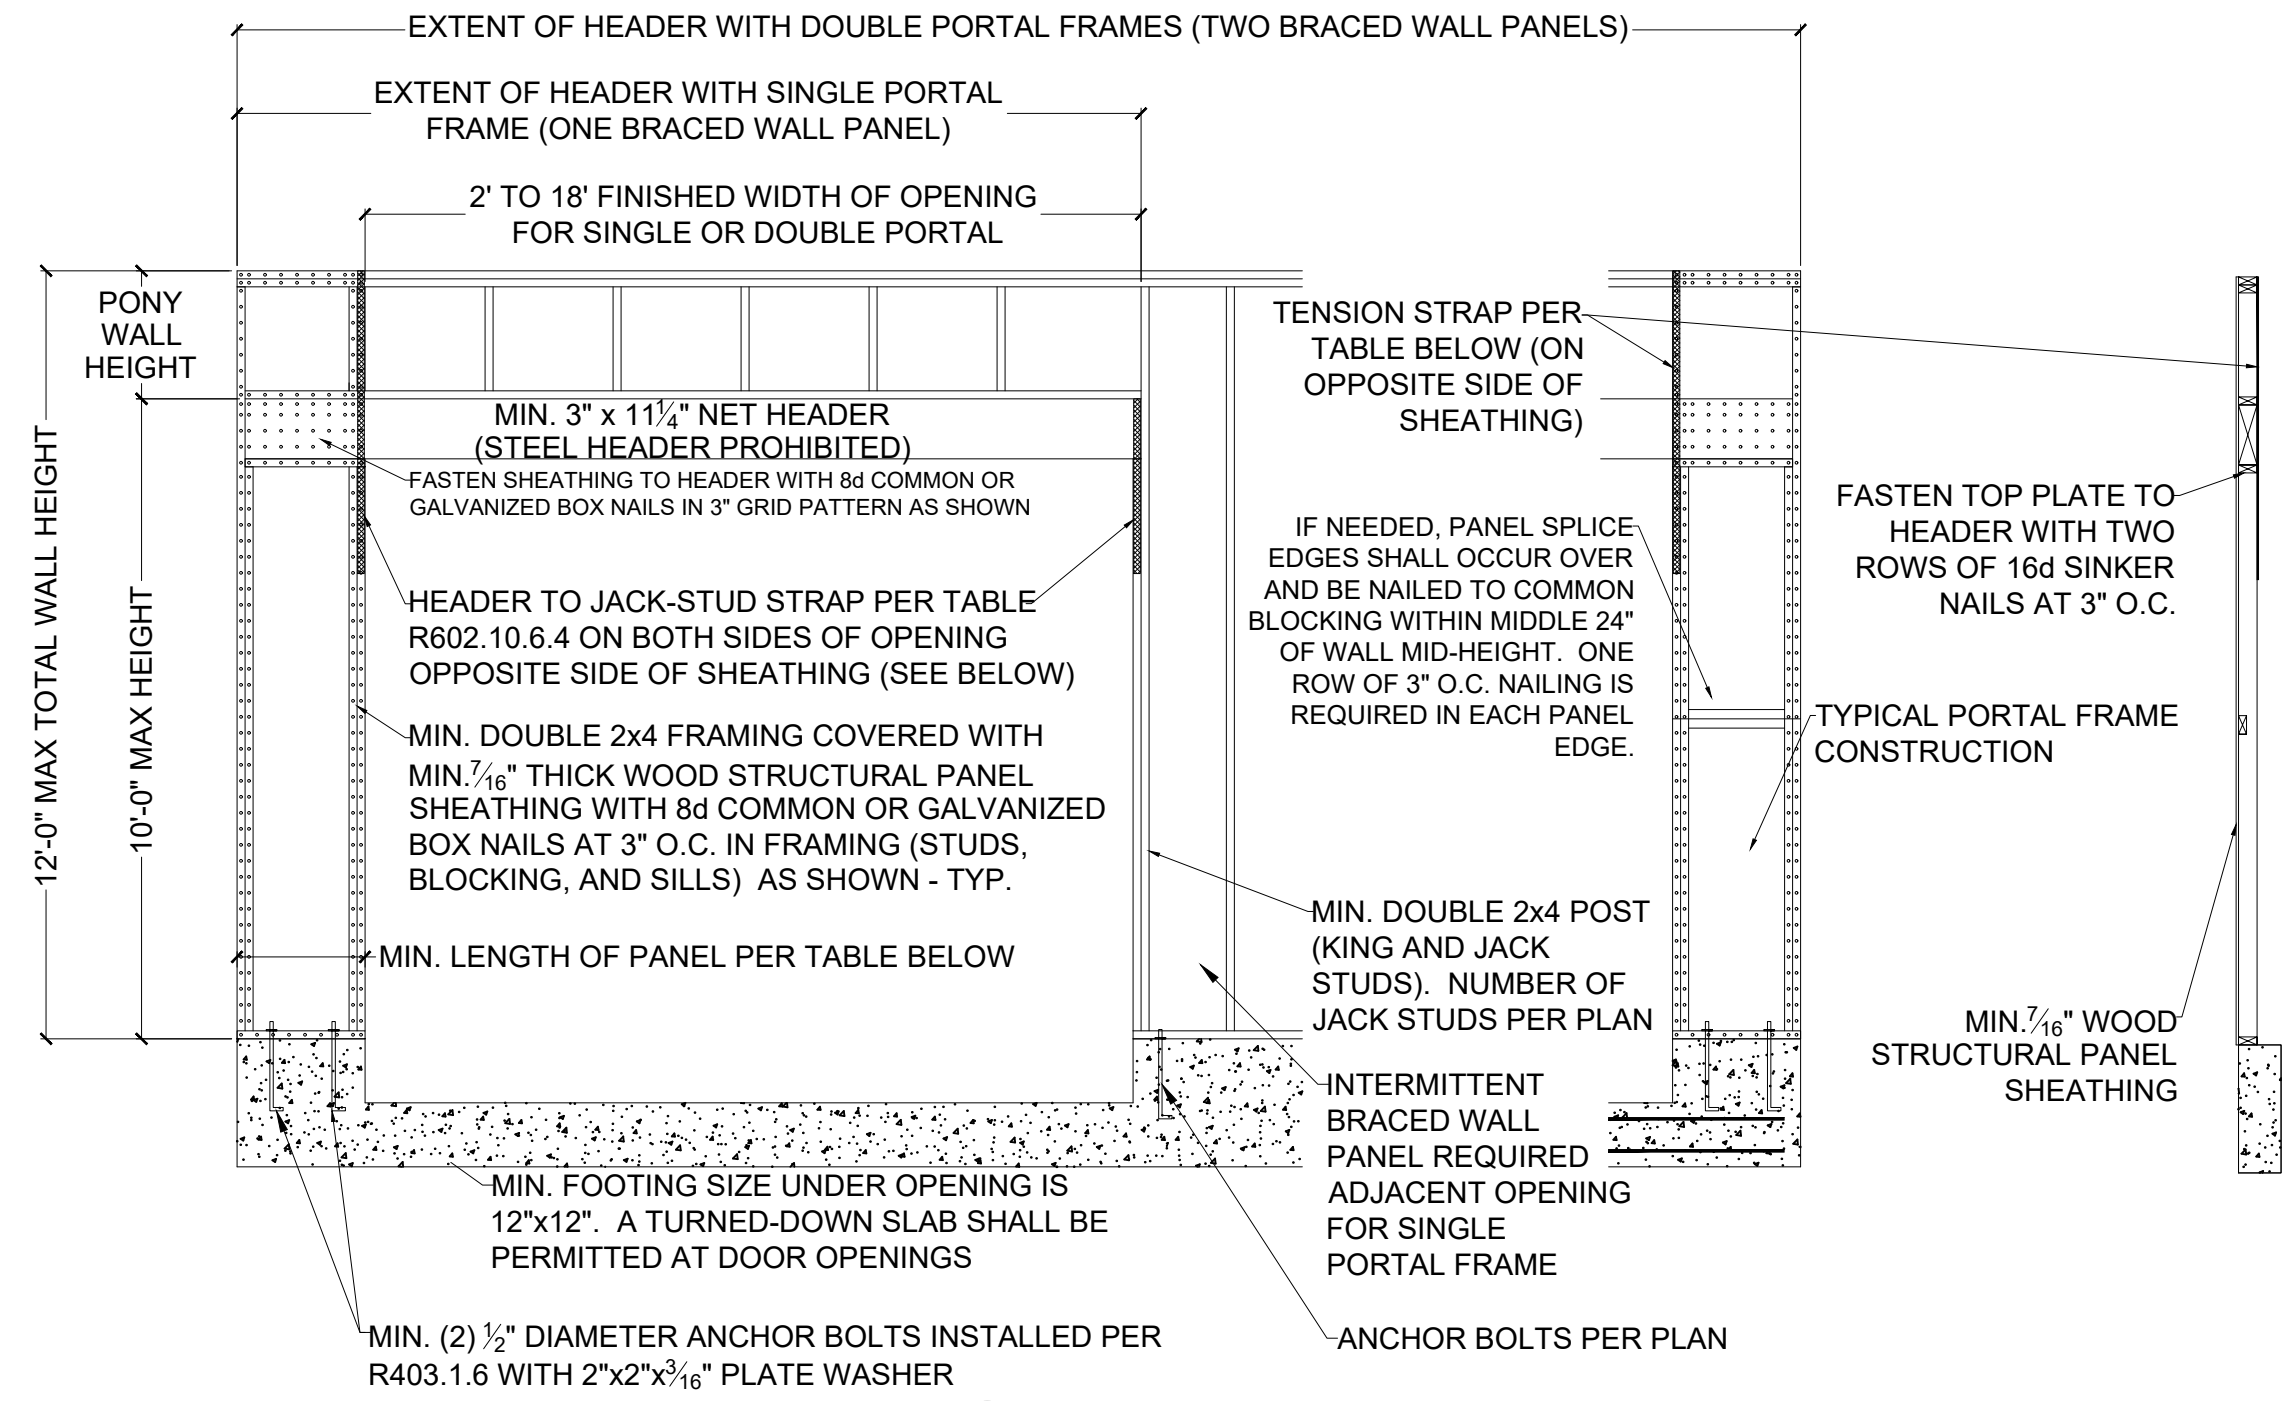 EXTENT OF HEADER WITH DOUBLE PORTAL FRAMES (TWO BRACED WALL PANELS)
EXTENT OF HEADER WITH SINGLE PORTAL
FRAME (ONE BRACED WALL PANEL)
2' TO 18' FINISHED WIDTH OF OPENING
FOR SINGLE OR DOUBLE PORTAL
12'-0" MAX TOTAL WALL HEIGHT
PONY
WALL
HEIGHT
10'-0" MAX HEIGHT
MIN. 3" x 11 1/4" NET HEADER
(STEEL HEADER PROHIBITED)
FASTEN SHEATHING TO HEADER WITH 8d COMMON OR
GALVANIZED BOX NAILS IN 3" GRID PATTERN AS SHOWN
HEADER TO JACK-STUD STRAP PER TABLE
R602.10.6.4 ON BOTH SIDES OF OPENING
OPPOSITE SIDE OF SHEATHING (SEE BELOW)
MIN. DOUBLE 2x4 FRAMING COVERED WITH
MIN. 7/16" THICK WOOD STRUCTURAL PANEL
SHEATHING WITH 8d COMMON OR GALVANIZED
BOX NAILS AT 3" O.C. IN FRAMING (STUDS,
BLOCKING, AND SILLS)  AS SHOWN - TYP.
MIN. LENGTH OF PANEL PER TABLE BELOW
MIN. FOOTING SIZE UNDER OPENING IS
12"x12".  A TURNED-DOWN SLAB SHALL BE
PERMITTED AT DOOR OPENINGS
MIN. (2) 1/2" DIAMETER ANCHOR BOLTS INSTALLED PER
R403.1.6 WITH 2"x2"x3/16" PLATE WASHER
TENSION STRAP PER
TABLE BELOW (ON
OPPOSITE SIDE OF
SHEATHING)
IF NEEDED, PANEL SPLICE
EDGES SHALL OCCUR OVER
AND BE NAILED TO COMMON
BLOCKING WITHIN MIDDLE 24"
OF WALL MID-HEIGHT.  ONE
ROW OF 3" O.C. NAILING IS
REQUIRED IN EACH PANEL
EDGE.
MIN. DOUBLE 2x4 POST
(KING AND JACK
STUDS).  NUMBER OF
JACK STUDS PER PLAN
INTERMITTENT
BRACED WALL
PANEL REQUIRED
ADJACENT OPENING
FOR SINGLE
PORTAL FRAME
ANCHOR BOLTS PER PLAN
FASTEN TOP PLATE TO
HEADER WITH TWO
ROWS OF 16d SINKER
NAILS AT 3" O.C.
TYPICAL PORTAL FRAME
CONSTRUCTION
MIN. 7/16" WOOD
STRUCTURAL PANEL
SHEATHING